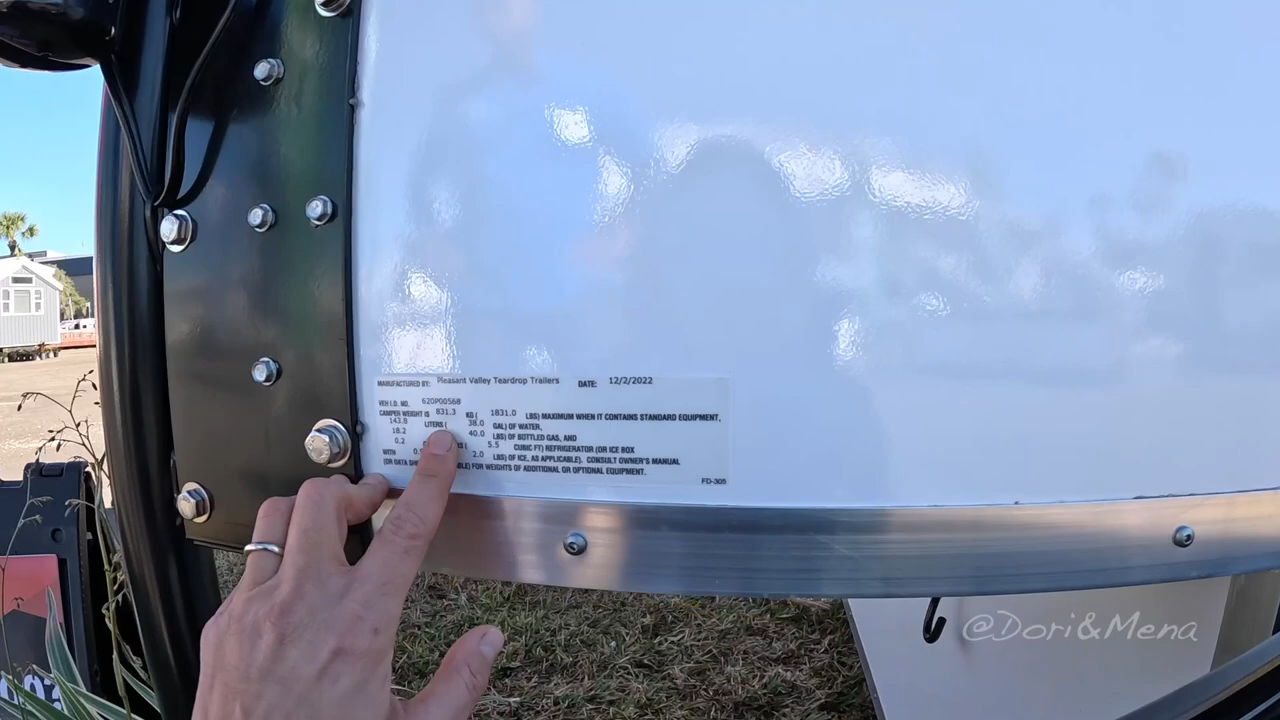 MANUFACTURED BY: Pleasant Valley Teardrop Trailers DATE: 12/2/2022
VEH I.D. NO. 620P00568
CAMPER WEIGHT IS 831.3 KG ( 1831.0 LBS) MAXIMUM WHEN IT CONTAINS STANDARD EQUIPMENT,
143.8 LITERS ( 38.0 GAL) OF WATER,
18.2 40.0 LBS) OF BOTTLED GAS, AND
0.2 5.5 CUBIC FT) REFRIGERATOR (OR ICE BOX
WITH 2.0 LBS) OF ICE, AS APPLICABLE). CONSULT OWNER'S MANUAL
(OR DATA FOR WEIGHTS OF ADDITIONAL OR OPTIONAL EQUIPMENT.
FD-305
@Dori&Mena